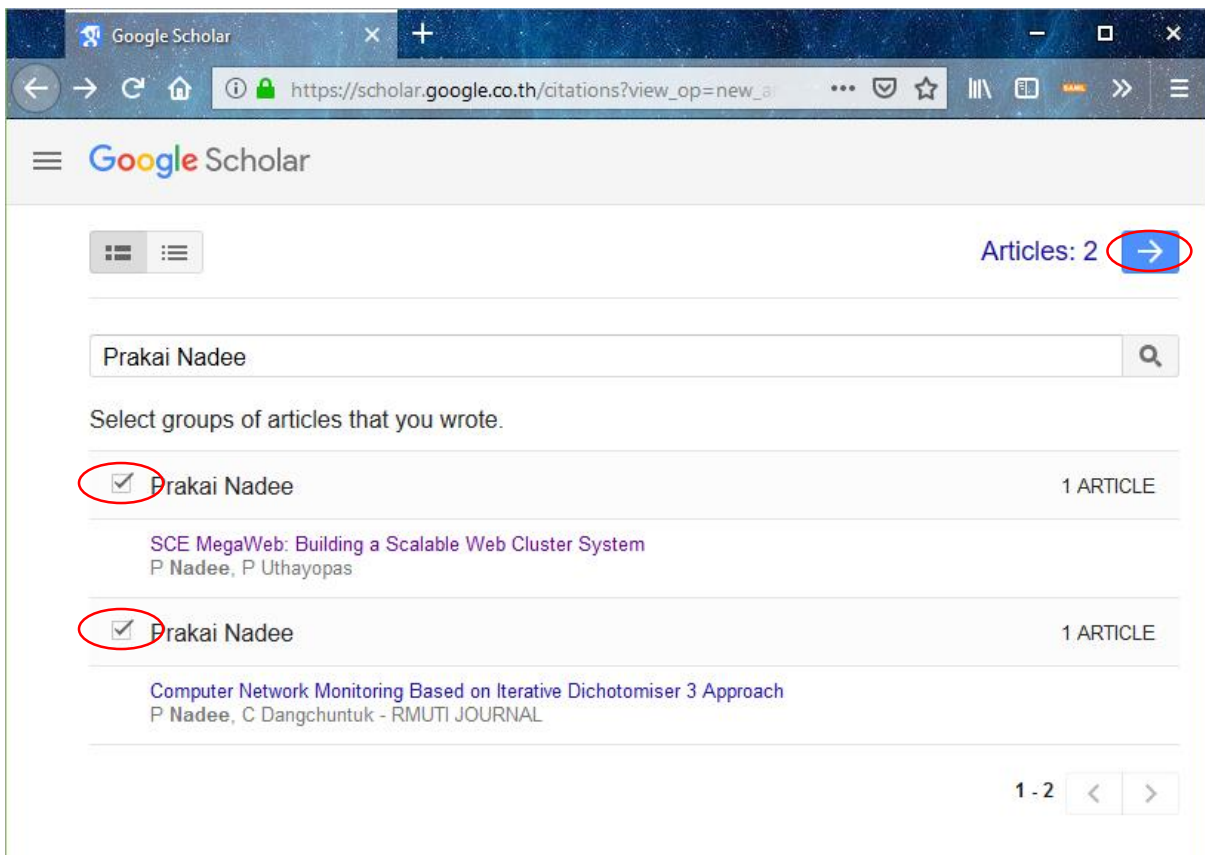 Google Scholar
https://scholar.google.co.th/citations?view_op=new_a
Google Scholar
Articles: 2
Prakai Nadee
Select groups of articles that you wrote.
Prakai Nadee 1 ARTICLE
SCE MegaWeb: Building a Scalable Web Cluster System
P Nadee, P Uthayopas
Prakai Nadee 1 ARTICLE
Computer Network Monitoring Based on Iterative Dichotomiser 3 Approach
P Nadee, C Dangchuntuk - RMUTI JOURNAL
1 - 2